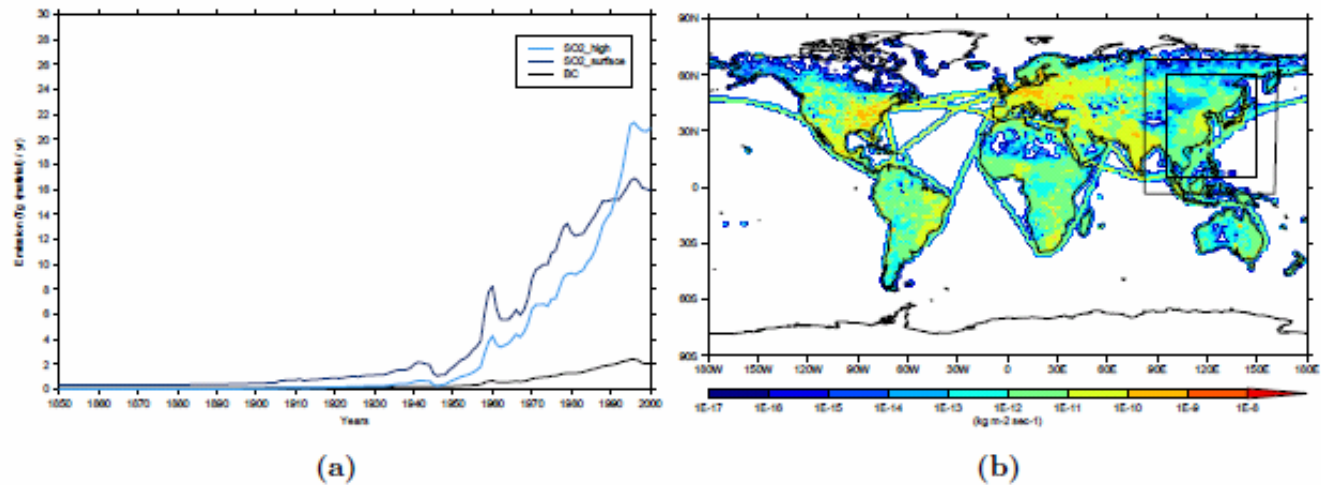 30
28
26
24
22
20
18
16
14
12
10
8
6
4
2
0
Emission (Tg (material) / yr)
SO2_high
SO2_surface
BC
1850 1860 1870 1880 1890 1900 1910 1920 1930 1940 1950 1960 1970 1980 1990 2000
Years
(a)
90N
60N
30N
0
30S
60S
90S
180W 150W 120W 90W 60W 30W 0 30E 60E 90E 120E 150E 180E
1E-17 1E-16 1E-15 1E-14 1E-13 1E-12 1E-11 1E-10 1E-9 1E-8
(kg m-2 sec-1)
(b)